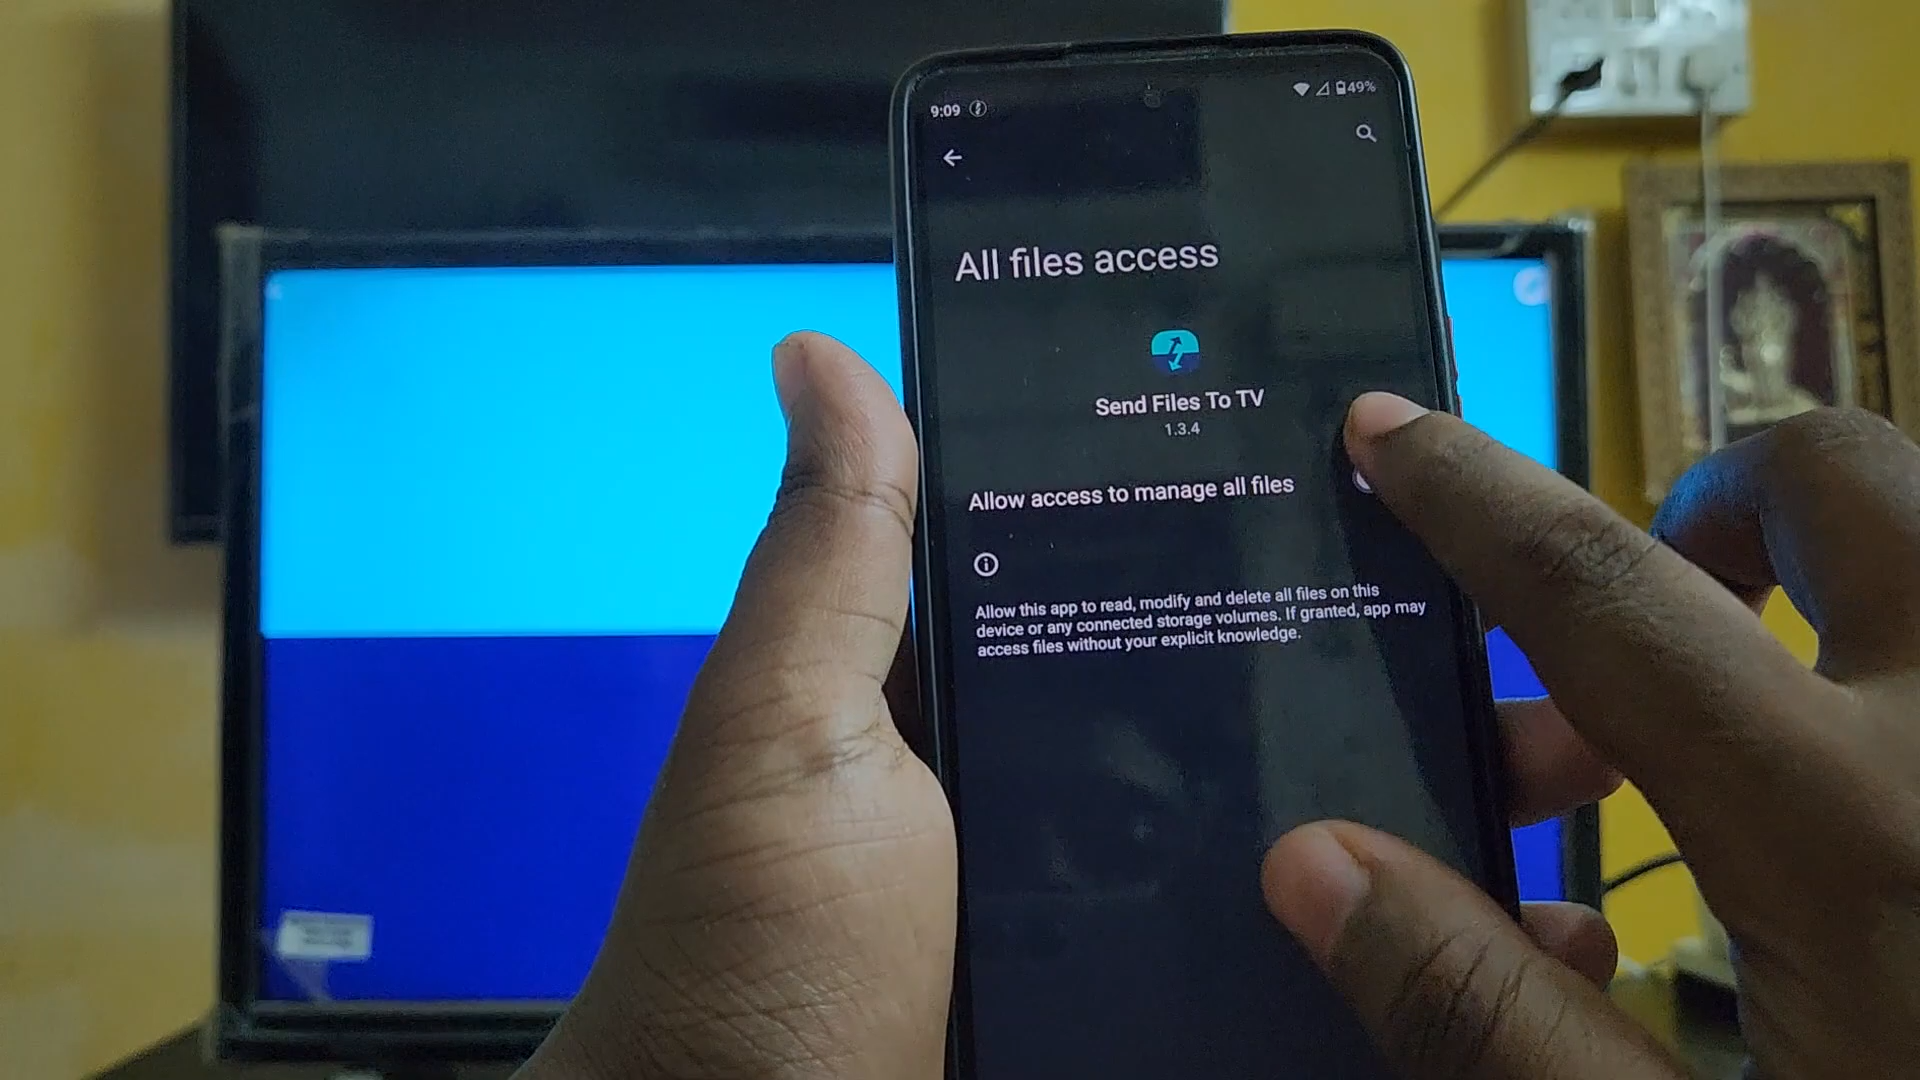 9:09
49%
All files access
Send Files To TV
1.3.4
Allow access to manage all files
Allow this app to read, modify and delete all files on this
device or any connected storage volumes. If granted, app may
access files without your explicit knowledge.